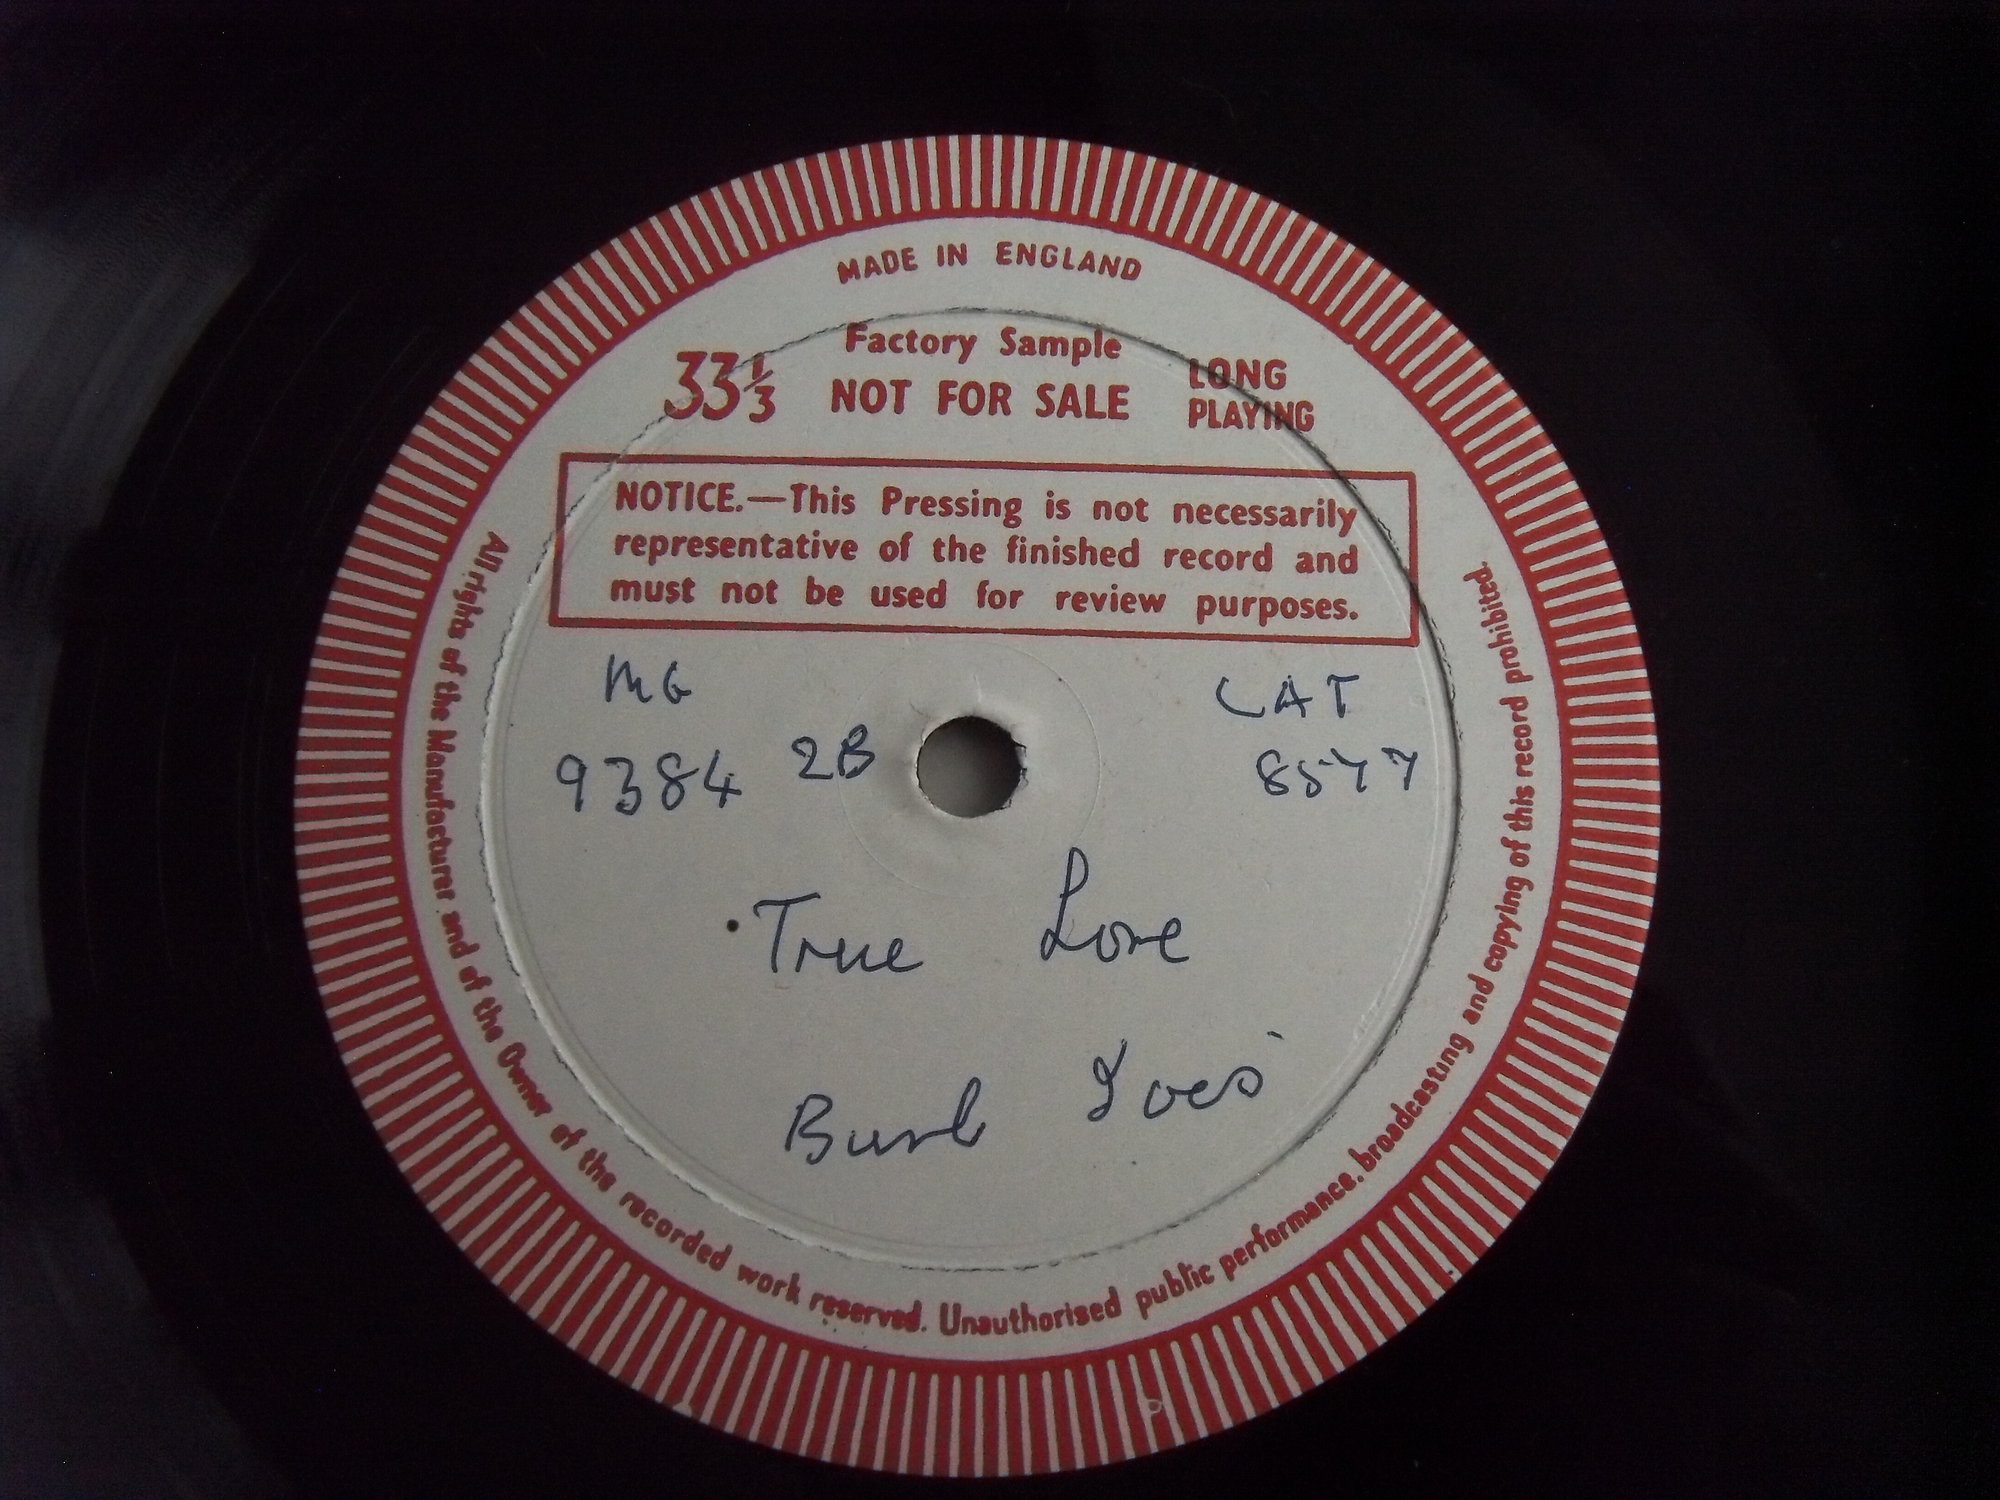 MADE IN ENGLAND
Factory Sample
33⅓ NOT FOR SALE LONG PLAYING
NOTICE.—This Pressing is not necessarily
representative of the finished record and
must not be used for review purposes.
MG CAT
9384 2B 8577
True Love
Burl Ives
All rights of the Manufacturer and of the Owner of the recorded work reserved. Unauthorised public performance, broadcasting and copying of this record prohibited.